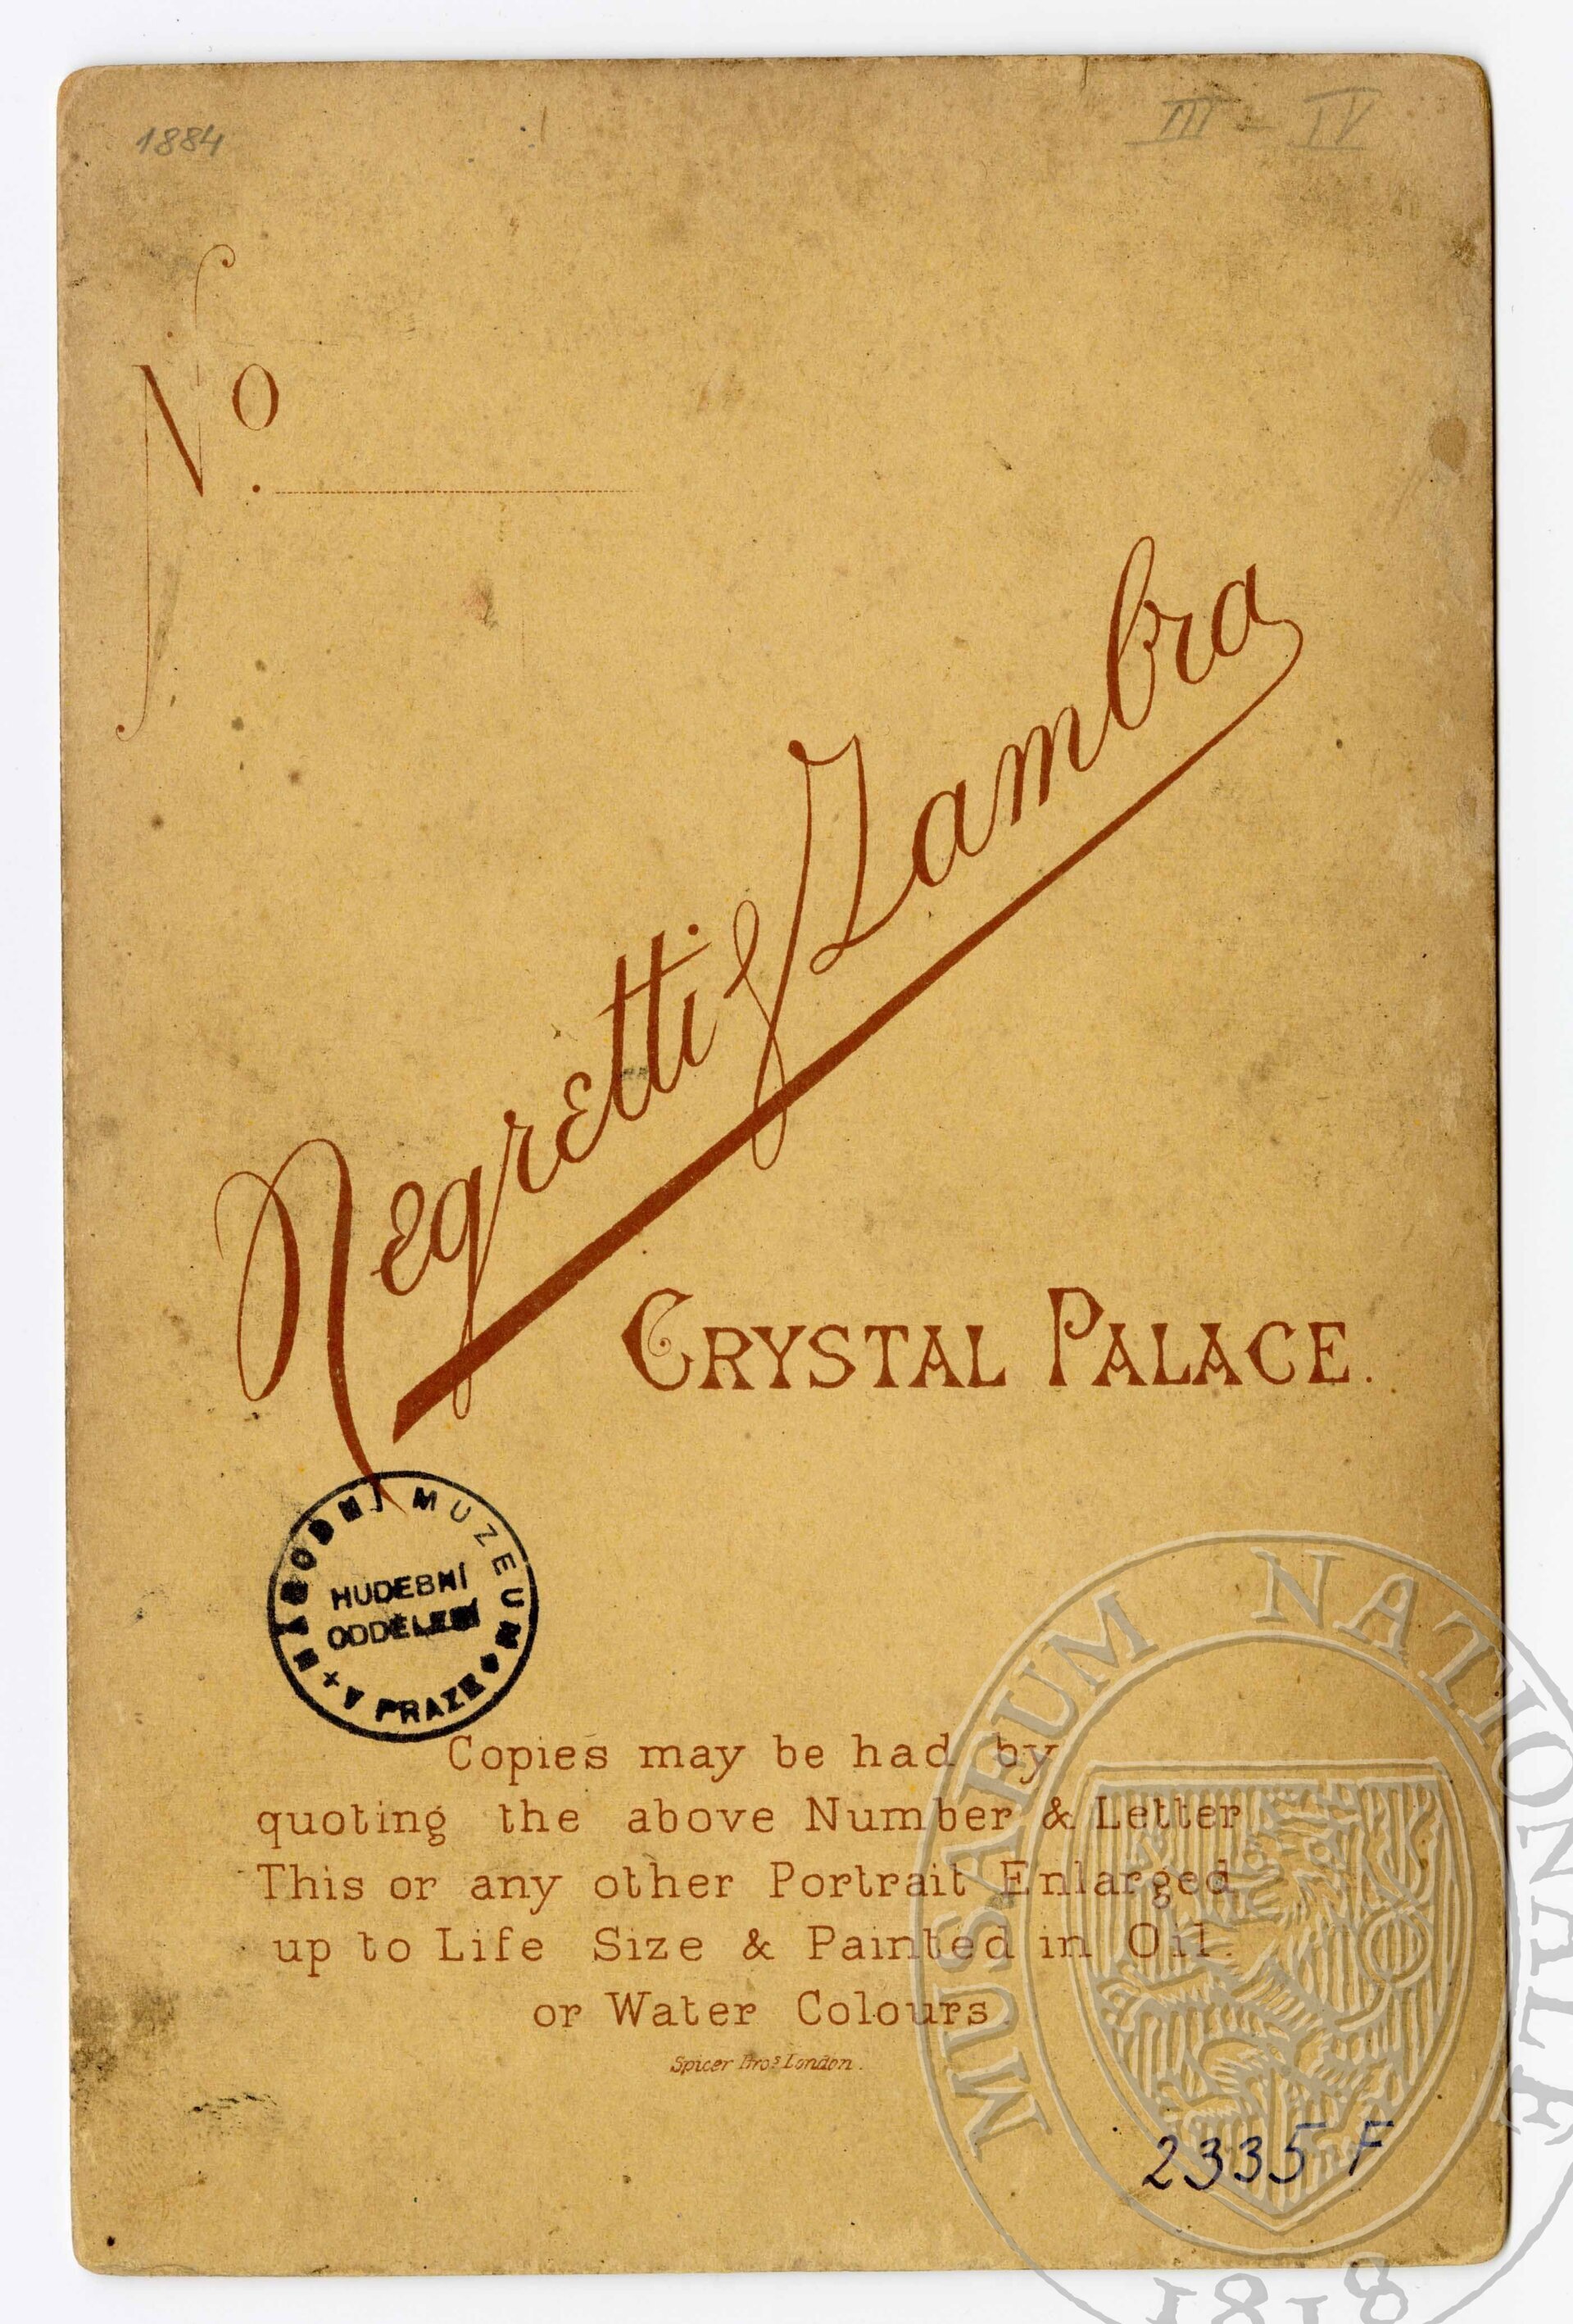 1884
III - IV
No.
Negretti & Zambra
CRYSTAL PALACE.
NÁRODNÍ MUZEUM
HUDEBNÍ
ODDĚLENÍ
+ V PRAZE
Copies may be had by
quoting the above Number & Letter
This or any other Portrait Enlarged
up to Life Size & Painted in Oil.
or Water Colours.
Spicer Bros London.
2335 F
MUSAEUM NATIONALE
1818